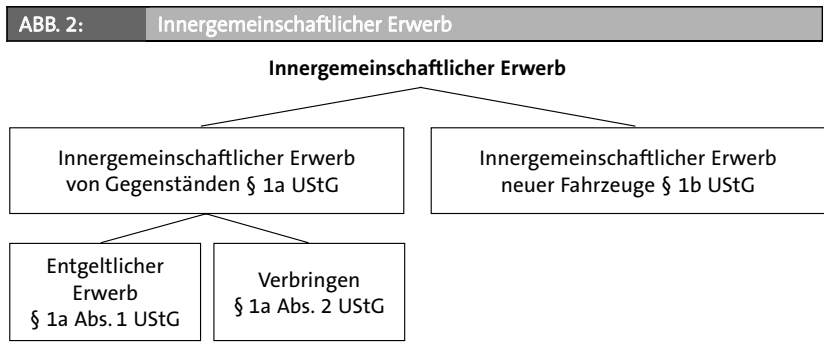 ABB. 2: Innergemeinschaftlicher Erwerb
Innergemeinschaftlicher Erwerb
Innergemeinschaftlicher Erwerb
von Gegenständen § 1a UStG
Innergemeinschaftlicher Erwerb
neuer Fahrzeuge § 1b UStG
Entgeltlicher
Erwerb
§ 1a Abs. 1 UStG
Verbringen
§ 1a Abs. 2 UStG